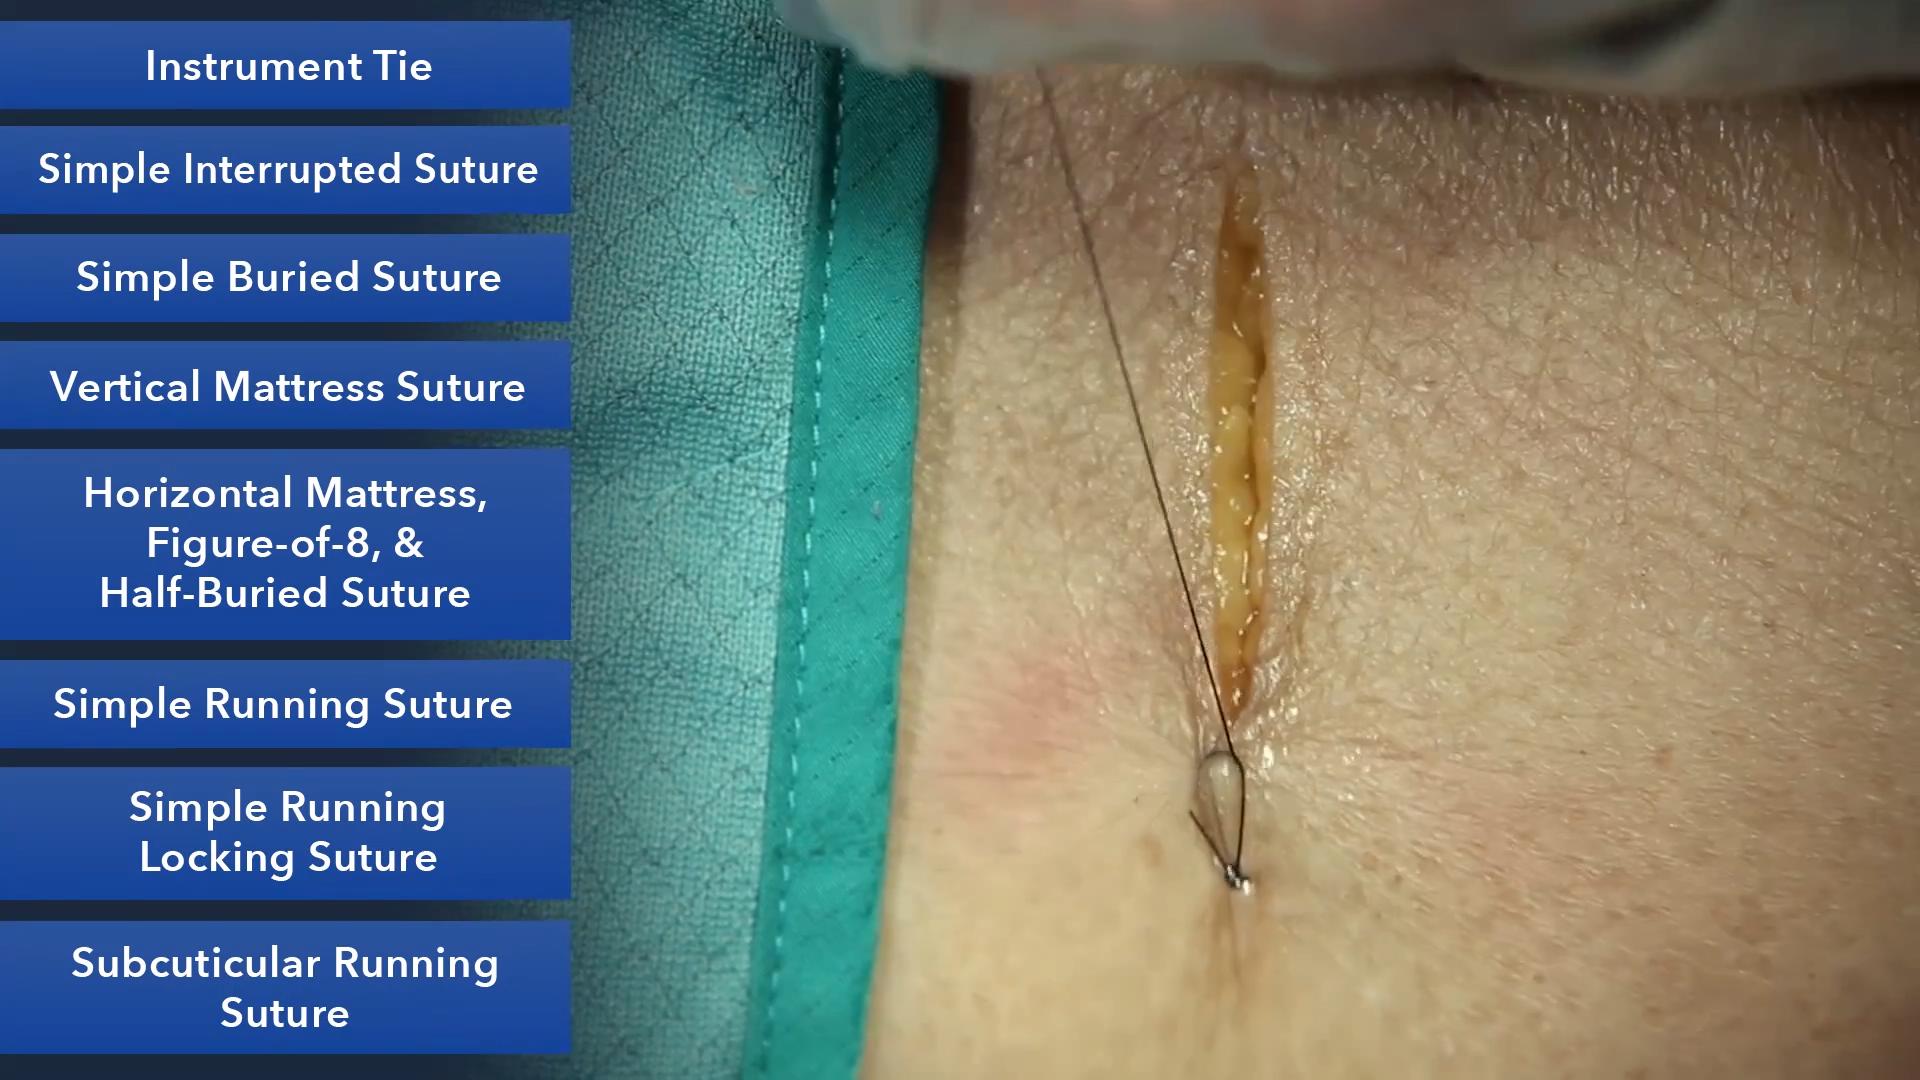 Instrument Tie
Simple Interrupted Suture
Simple Buried Suture
Vertical Mattress Suture
Horizontal Mattress,
Figure-of-8, &
Half-Buried Suture
Simple Running Suture
Simple Running
Locking Suture
Subcuticular Running
Suture